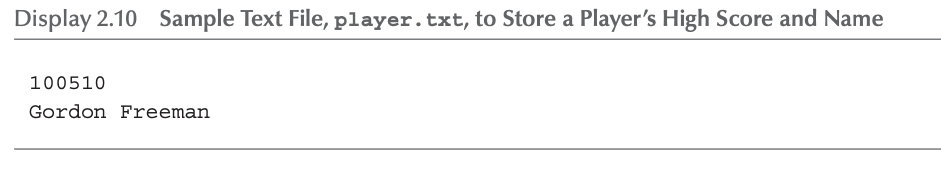 Display 2.10 Sample Text File, player.txt, to Store a Player’s High Score and Name
100510
Gordon Freeman